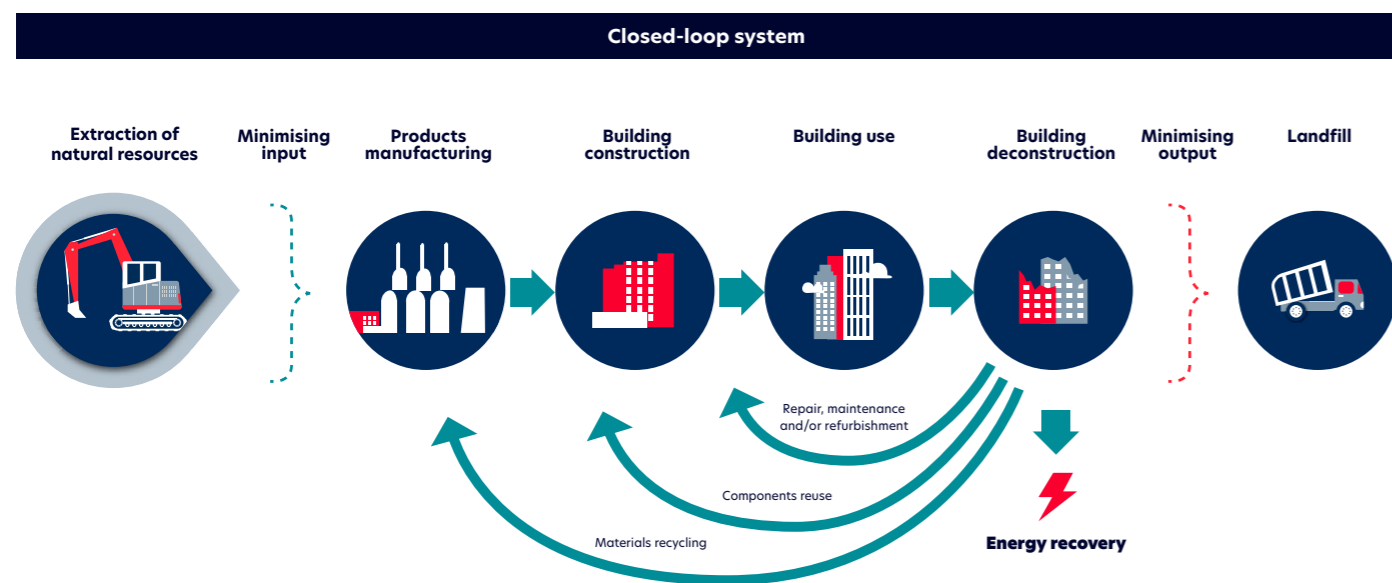 Closed-loop system
Extraction of
natural resources
Minimising
input
Products
manufacturing
Building
construction
Building use
Building
deconstruction
Minimising
output
Landfill
Repair, maintenance
and/or refurbishment
Components reuse
Materials recycling
Energy recovery